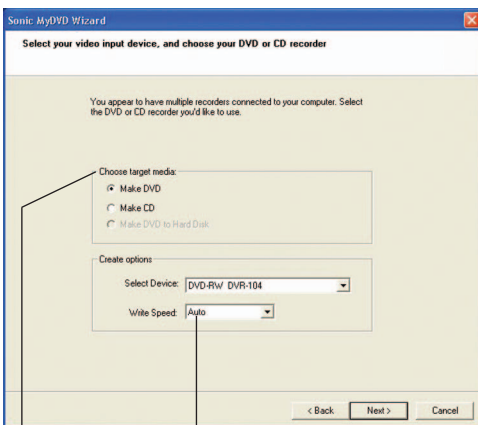 Sonic MyDVD Wizard
Select your video input device, and choose your DVD or CD recorder
You appear to have multiple recorders connected to your computer. Select
the DVD or CD recorder you'd like to use.
Choose target media:
Make DVD
Make CD
Make DVD to Hard Disk
Create options
Select Device: DVD-RW DVR-104
Write Speed: Auto
< Back Next > Cancel